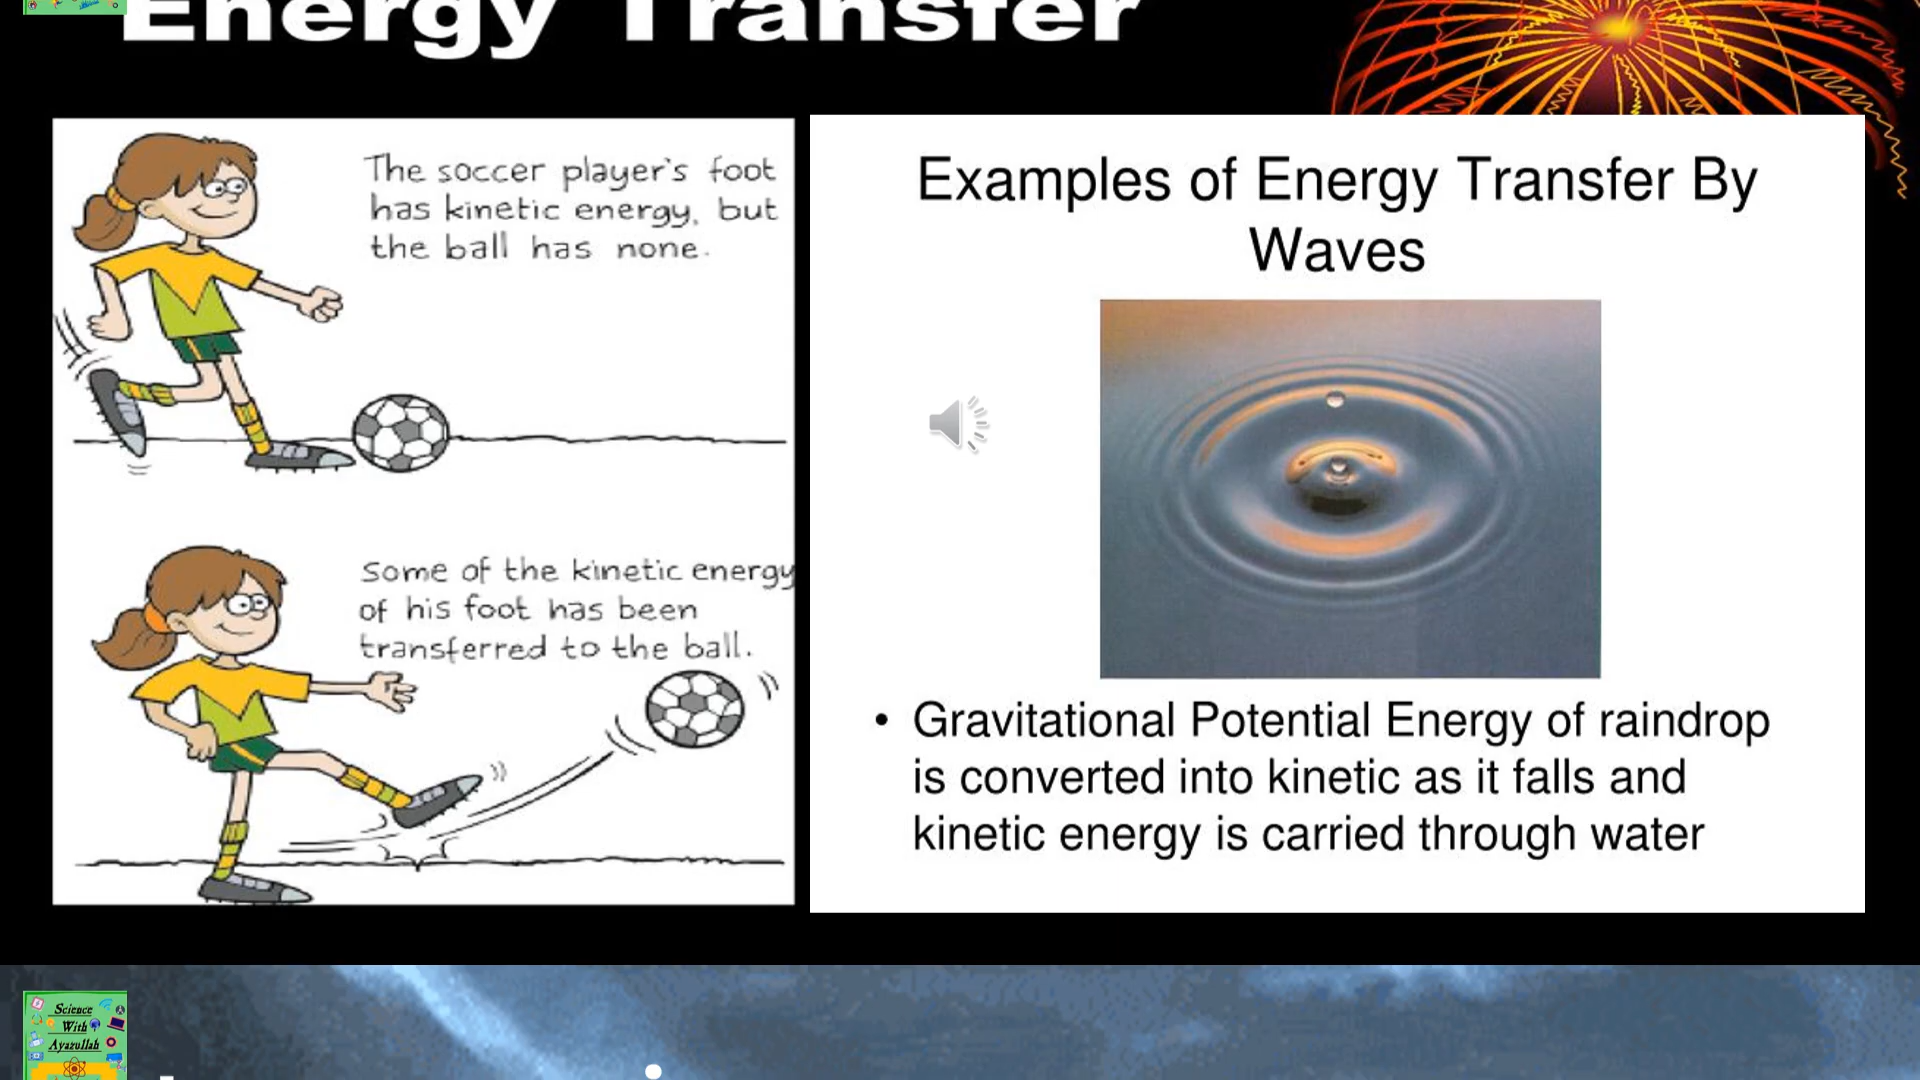 Energy Transfer
The soccer player's foot
has kinetic energy, but
the ball has none.
Some of the kinetic energy
of his foot has been
transferred to the ball.
Examples of Energy Transfer By
Waves
• Gravitational Potential Energy of raindrop
is converted into kinetic as it falls and
kinetic energy is carried through water
Science
With
Ayazullah